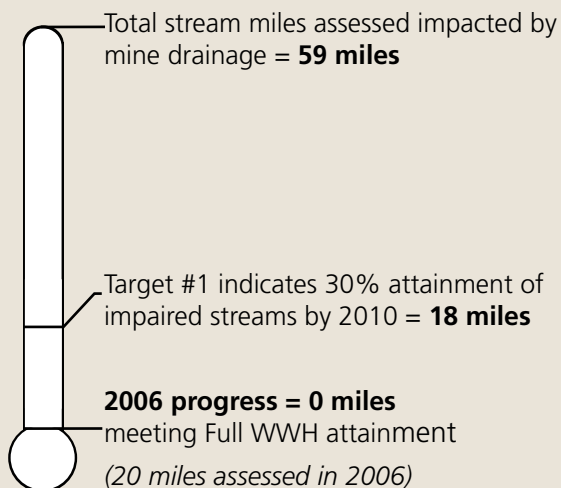 Total stream miles assessed impacted by
mine drainage = 59 miles
Target #1 indicates 30% attainment of
impaired streams by 2010 = 18 miles
2006 progress = 0 miles
meeting Full WWH attainment
(20 miles assessed in 2006)